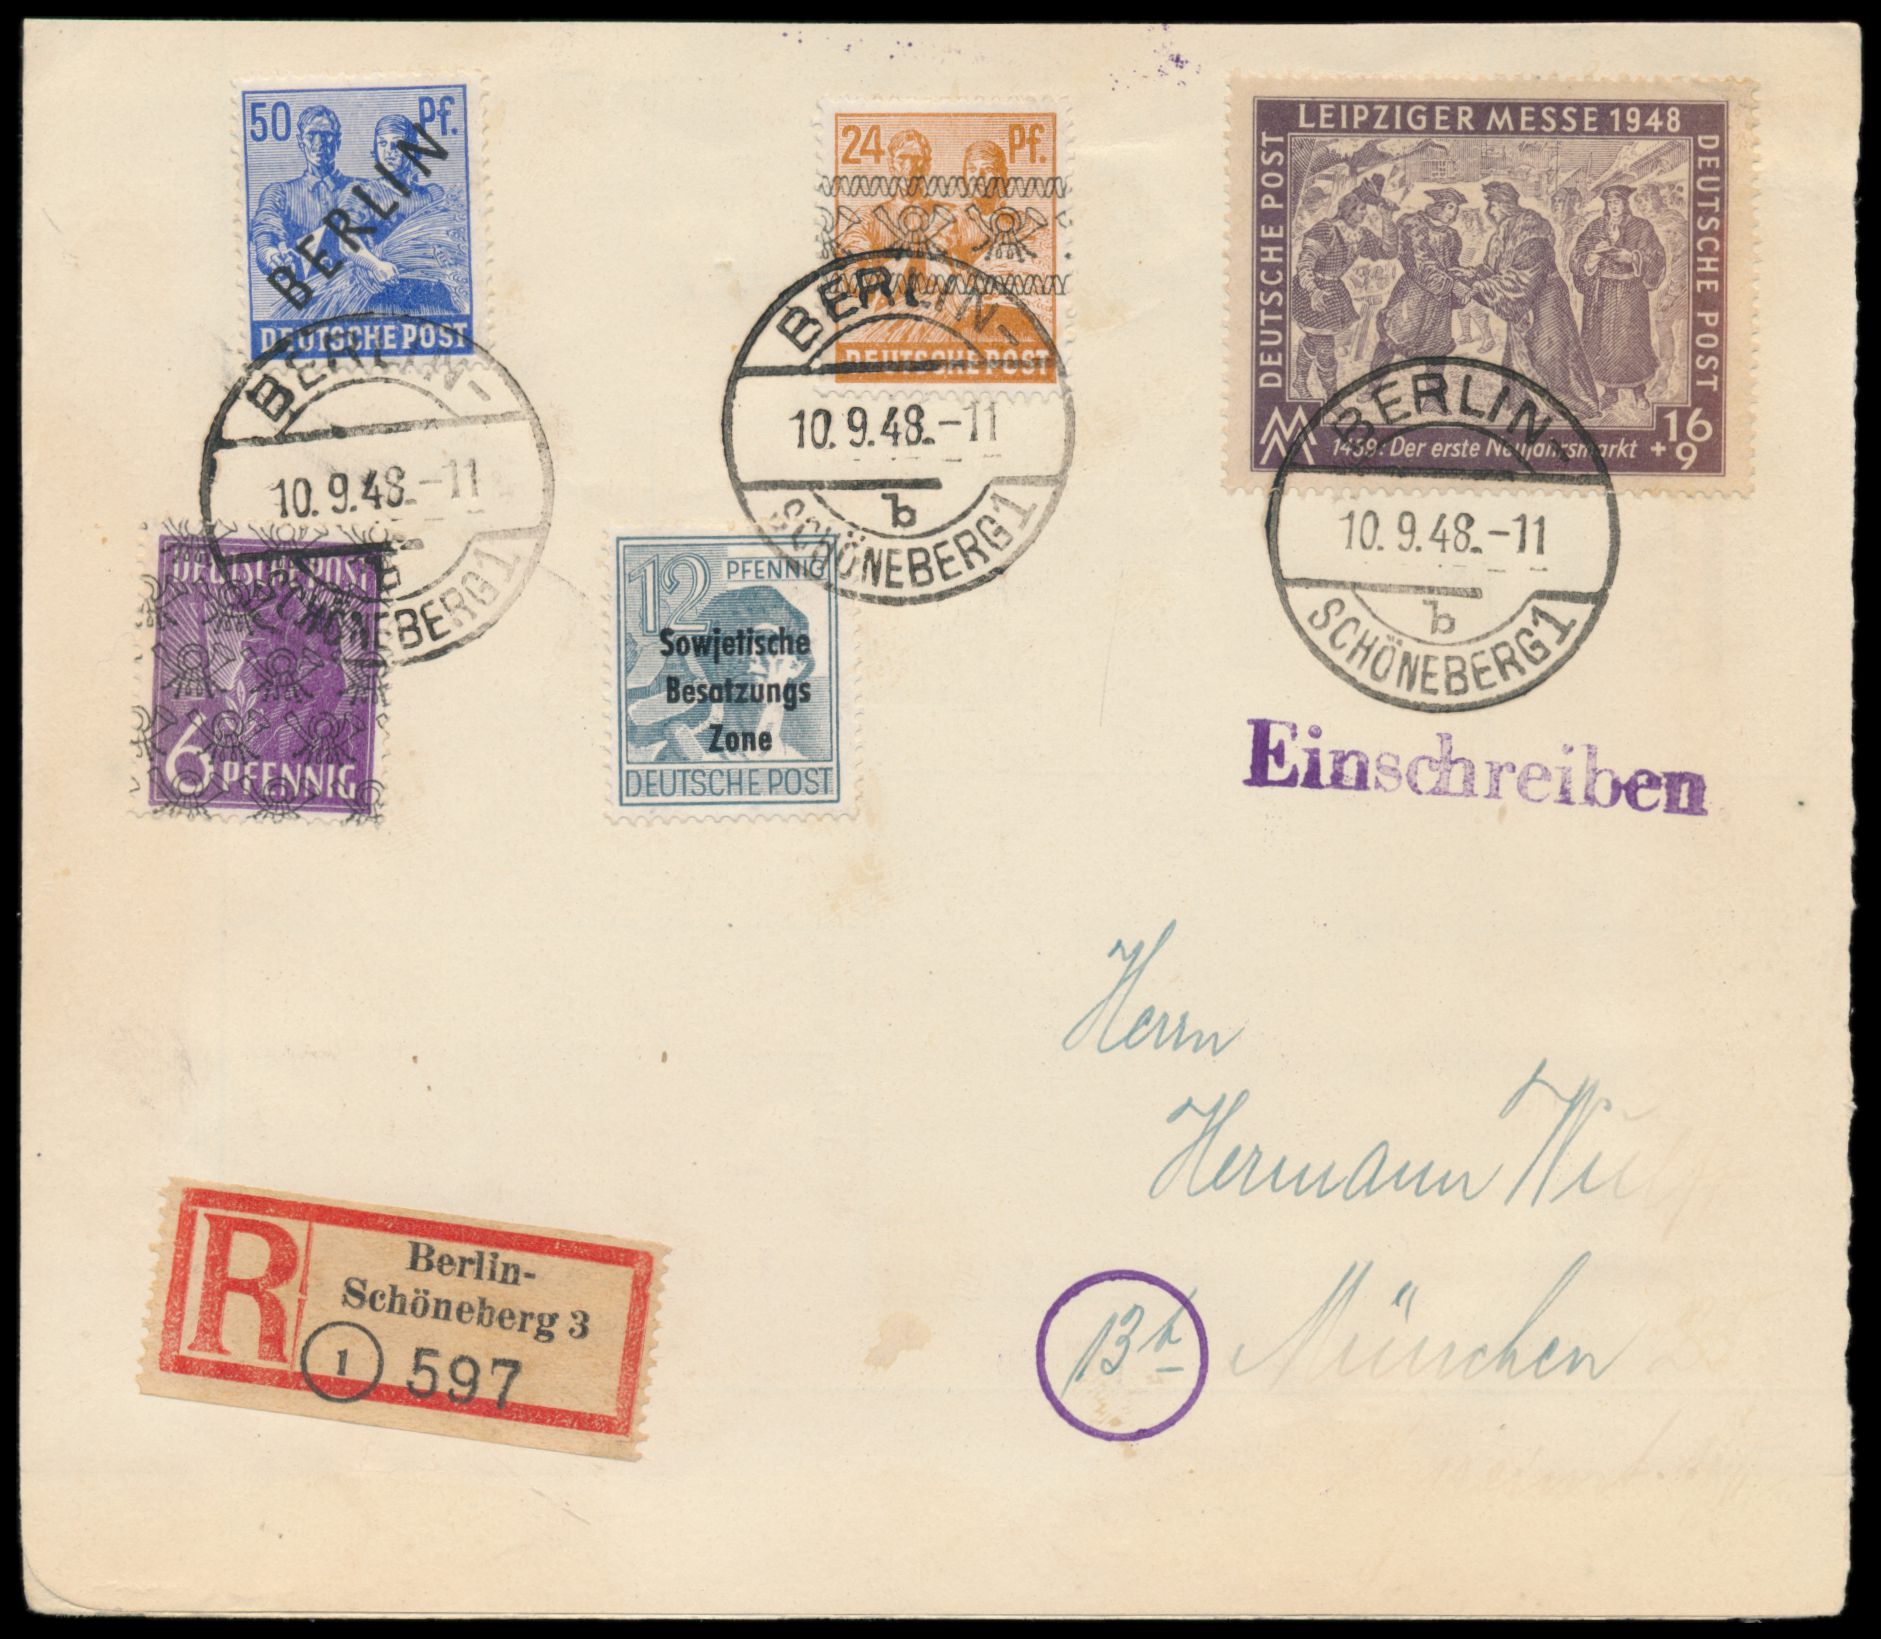 50 Pf.
BERLIN
DEUTSCHE POST
24 Pf.
DEUTSCHE POST
LEIPZIGER MESSE 1948
DEUTSCHE POST
DEUTSCHE POST
1459: Der erste Neujahrsmarkt
16 + 9
BERLIN-
10.9.48.-11
b
SCHÖNEBERG 1
BERLIN-
10.9.48.-11
b
SCHÖNEBERG 1
BERLIN-
10.9.48.-11
b
SCHÖNEBERG 1
DEUTSCHE POST
6 PFENNIG
12 PFENNIG
Sowjetische
Besatzungs
Zone
DEUTSCHE POST
Einschreiben
Herrn
Hermann
13b München
R
Berlin-
Schöneberg 3
1 597